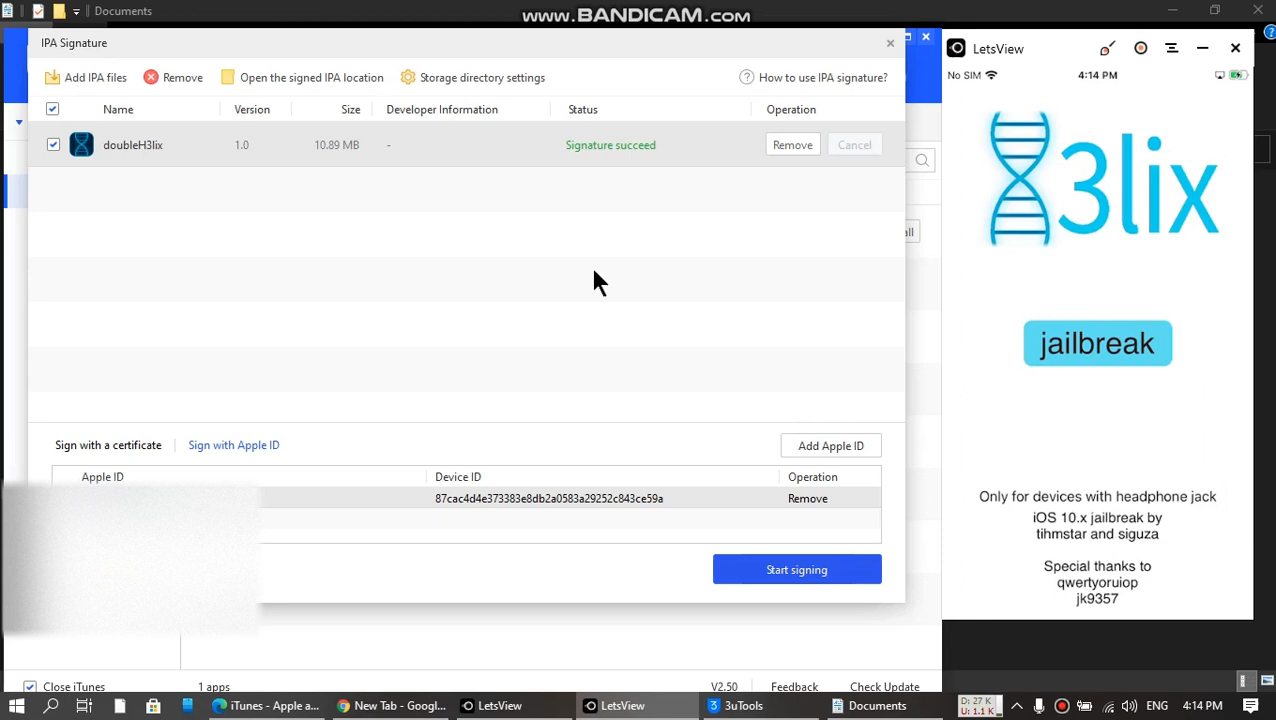 Documents
WWW.BANDICAM.COM
IPA Signature
Add IPA files Remove Open the signed IPA location Storage directory settings How to use IPA signature?
Name Version Size Developer Information Status Operation
doubleH3lix 1.0 10.89 MB - Signature succeed Remove Cancel
all
Sign with a certificate Sign with Apple ID Add Apple ID
Apple ID Device ID Operation
87cac4d4e373383e8db2a0583a29252c843ce59a Remove
Start signing
Close iTunes 1 apps V2.50 Feedback Check Update
LetsView
No SIM 4:14 PM
3lix
jailbreak
Only for devices with headphone jack
iOS 10.x jailbreak by
tihmstar and siguza
Special thanks to
qwertyoruiop
jk9357
iTunes, Appl... New Tab - Googl... LetsView LetsView 3uTools Documents D: 27 K U: 1.1 K 4:14 PM